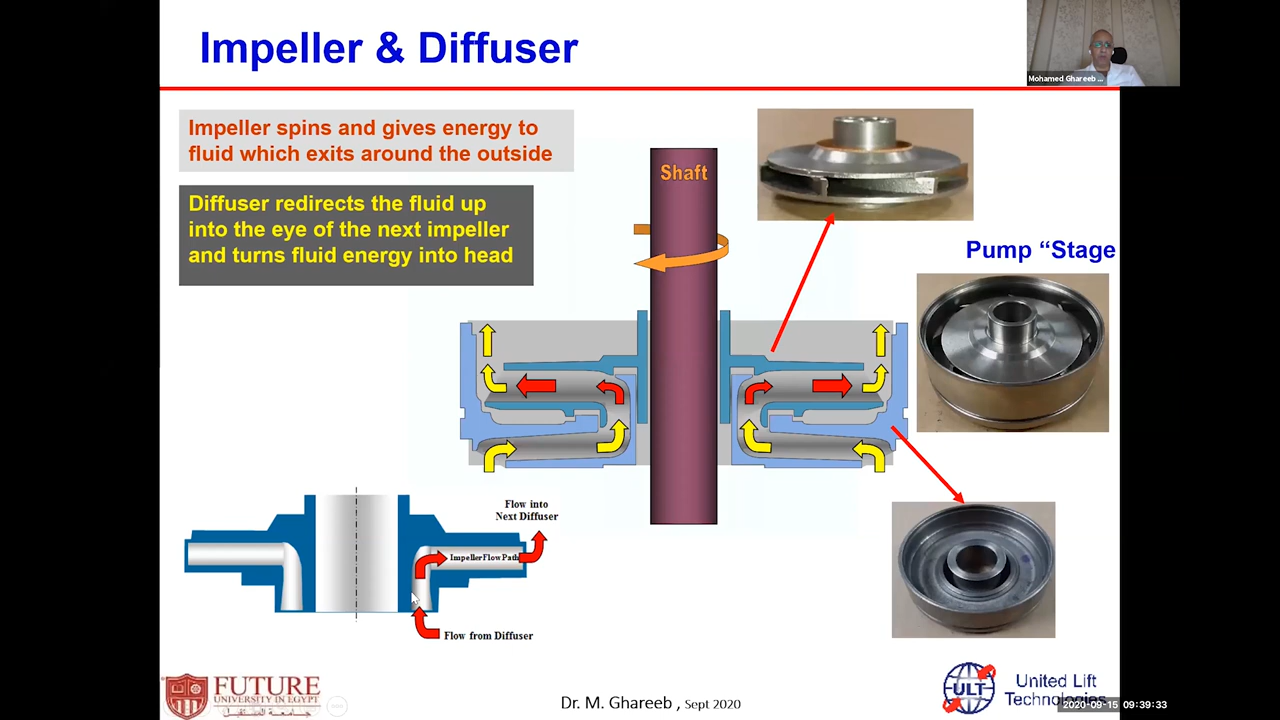 Impeller & Diffuser
Mohamed Ghareeb ...
Impeller spins and gives energy to
fluid which exits around the outside
Diffuser redirects the fluid up
into the eye of the next impeller
and turns fluid energy into head
Shaft
Pump “Stage
Flow into
Next Diffuser
Impeller Flow Path
Flow from Diffuser
FUTURE
UNIVERSITY IN EGYPT
جامعة المستقبل
Dr. M. Ghareeb , Sept 2020
ULT
United Lift
Technologies
2020-09-15 09:39:33